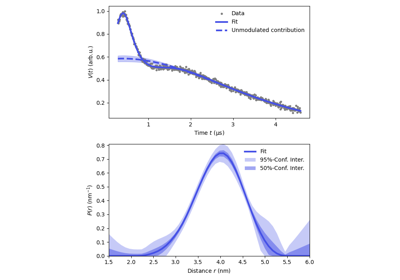 Data
Fit
Unmodulated contribution
V(t) (arb.u.)
1.0
0.8
0.6
0.4
0.2
1
2
3
4
Time t (μs)
Fit
95%-Conf. Inter.
50%-Conf. Inter.
P(r) (nm⁻¹)
0.8
0.7
0.6
0.5
0.4
0.3
0.2
0.1
0.0
1.5
2.0
2.5
3.0
3.5
4.0
4.5
5.0
5.5
6.0
Distance r (nm)